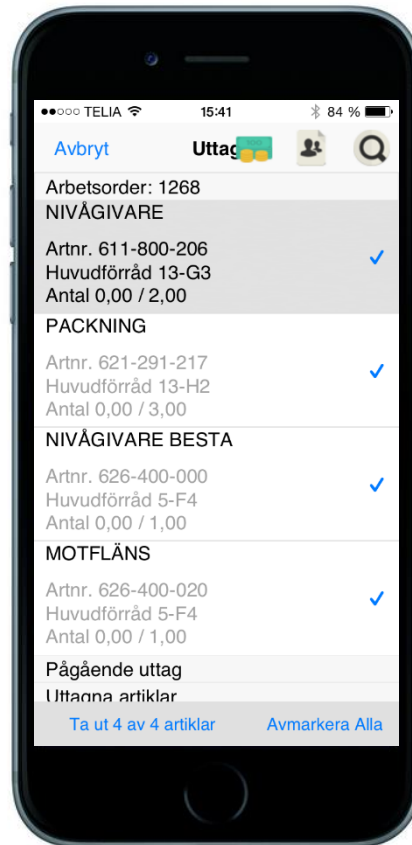 TELIA 15:41 84 %
Avbryt Uttag
Arbetsorder: 1268
NIVÅGIVARE
Artnr. 611-800-206
Huvudförråd 13-G3
Antal 0,00 / 2,00
PACKNING
Artnr. 621-291-217
Huvudförråd 13-H2
Antal 0,00 / 3,00
NIVÅGIVARE BESTA
Artnr. 626-400-000
Huvudförråd 5-F4
Antal 0,00 / 1,00
MOTFLÄNS
Artnr. 626-400-020
Huvudförråd 5-F4
Antal 0,00 / 1,00
Pågående uttag
Uttagna artiklar
Ta ut 4 av 4 artiklar Avmarkera Alla